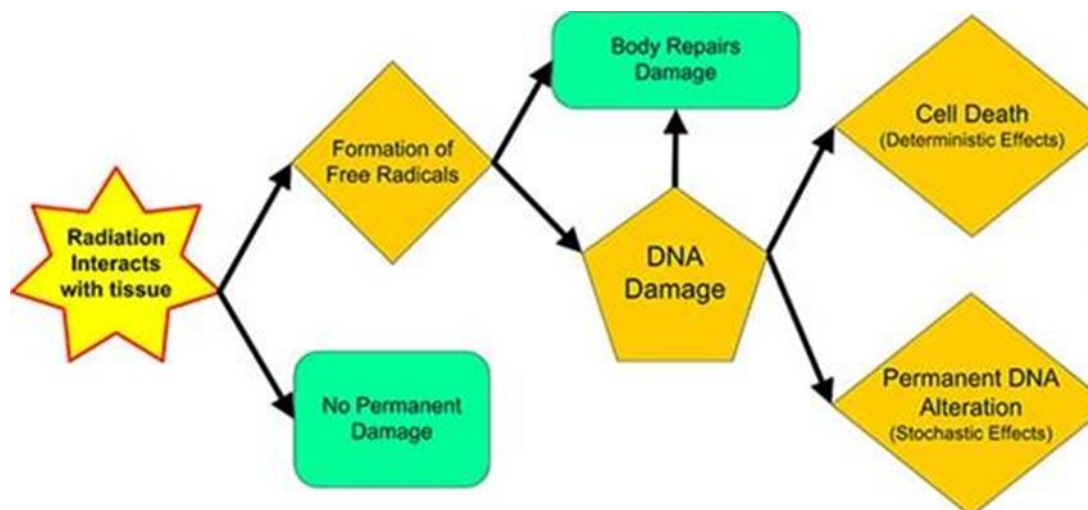 Radiation
Interacts
with tissue
Formation of
Free Radicals
No Permanent
Damage
Body Repairs
Damage
DNA
Damage
Cell Death
(Deterministic Effects)
Permanent DNA
Alteration
(Stochastic Effects)